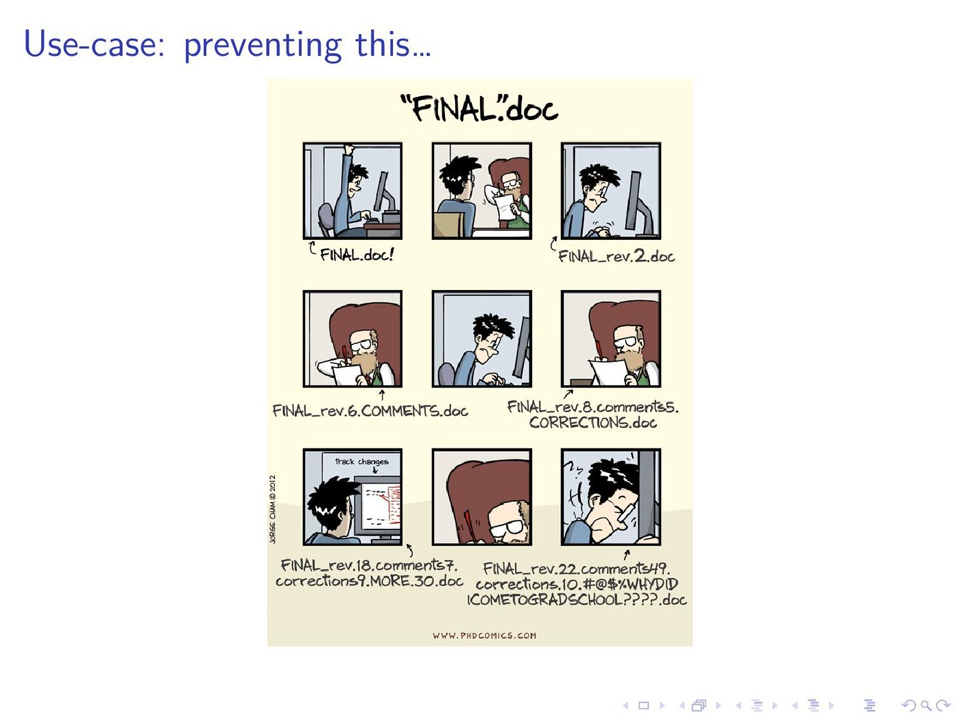 Use-case: preventing this…
"FINAL".doc
FINAL.doc!
FINAL_rev.2.doc
FINAL_rev.6.COMMENTS.doc
FINAL_rev.8.comments5.
CORRECTIONS.doc
Track changes
JORGE CHAM © 2012
FINAL_rev.18.comments7.
corrections9.MORE.30.doc
FINAL_rev.22.comments49.
corrections.10.#@$%WHYDID
ICOMETOGRADSCHOOL????.doc
WWW.PHDCOMICS.COM